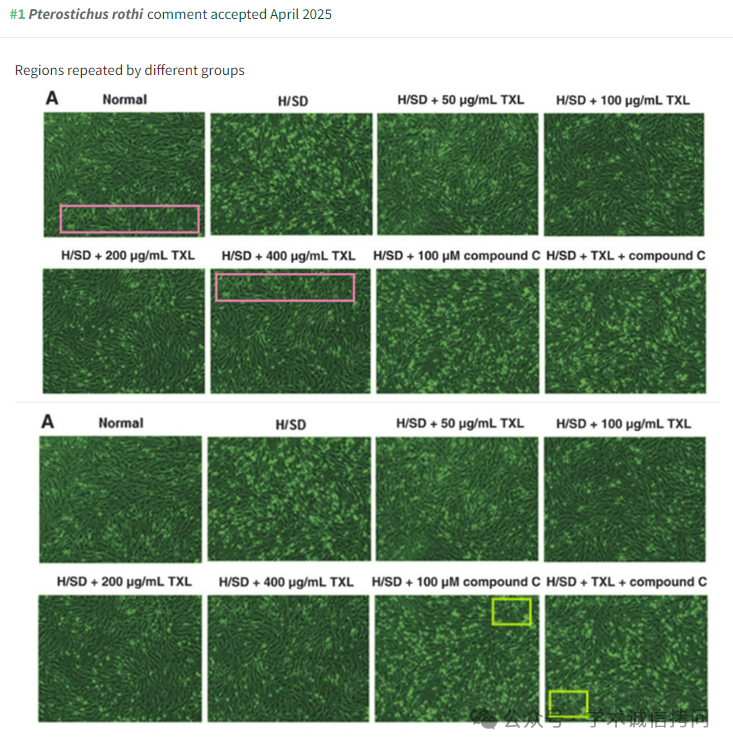 #1 Pterostichus rothi comment accepted April 2025
Regions repeated by different groups
A Normal H/SD H/SD + 50 µg/mL TXL H/SD + 100 µg/mL TXL
H/SD + 200 µg/mL TXL H/SD + 400 µg/mL TXL H/SD + 100 µM compound C H/SD + TXL + compound C
A Normal H/SD H/SD + 50 µg/mL TXL H/SD + 100 µg/mL TXL
H/SD + 200 µg/mL TXL H/SD + 400 µg/mL TXL H/SD + 100 µM compound C H/SD + TXL + compound C
公众号 学术诚信拷问